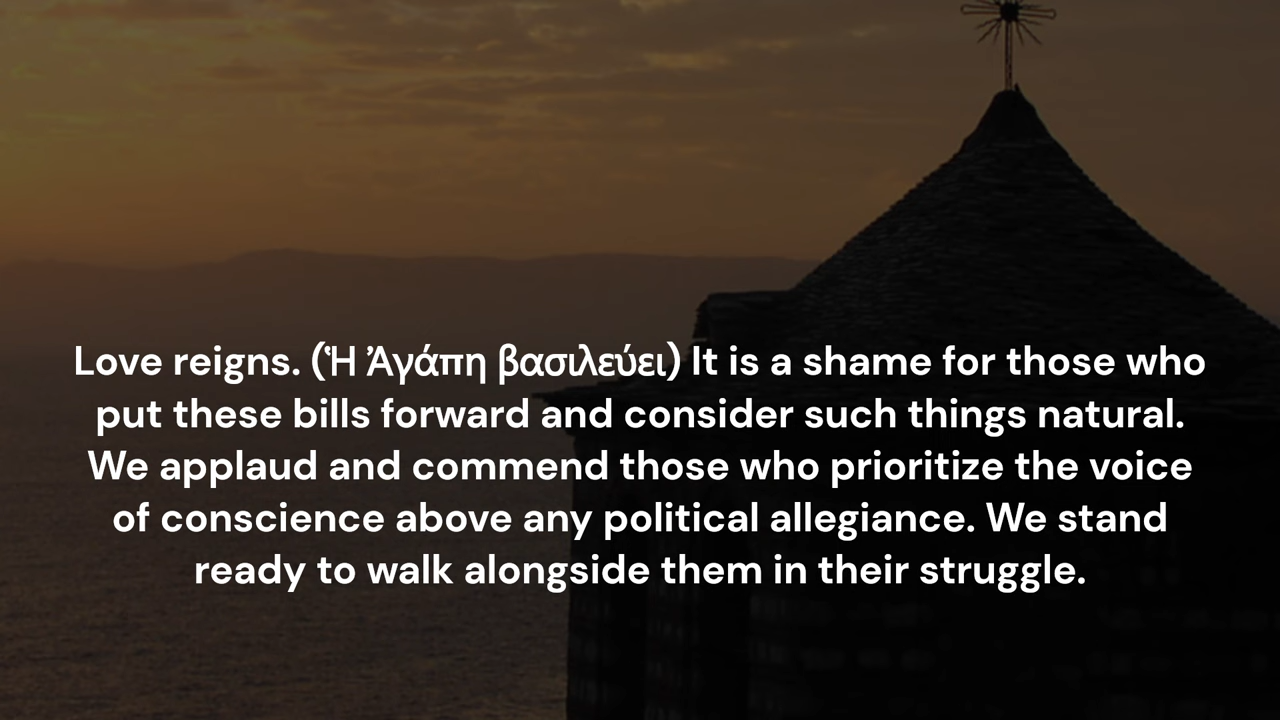 Love reigns. (Ἡ Ἀγάπη βασιλεύει) It is a shame for those who
put these bills forward and consider such things natural.
We applaud and commend those who prioritize the voice
of conscience above any political allegiance. We stand
ready to walk alongside them in their struggle.